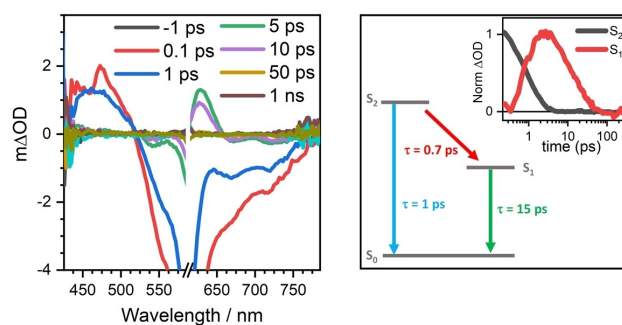 -1 ps
0.1 ps
1 ps
5 ps
10 ps
50 ps
1 ns
2
0
-2
-4
mΔOD
450 500 550 650 700 750
Wavelength / nm
S₂
S₁
Norm ΔOD
1
0
1 10 100
time (ps)
S₂
τ = 0.7 ps
S₁
τ = 1 ps
τ = 15 ps
S₀